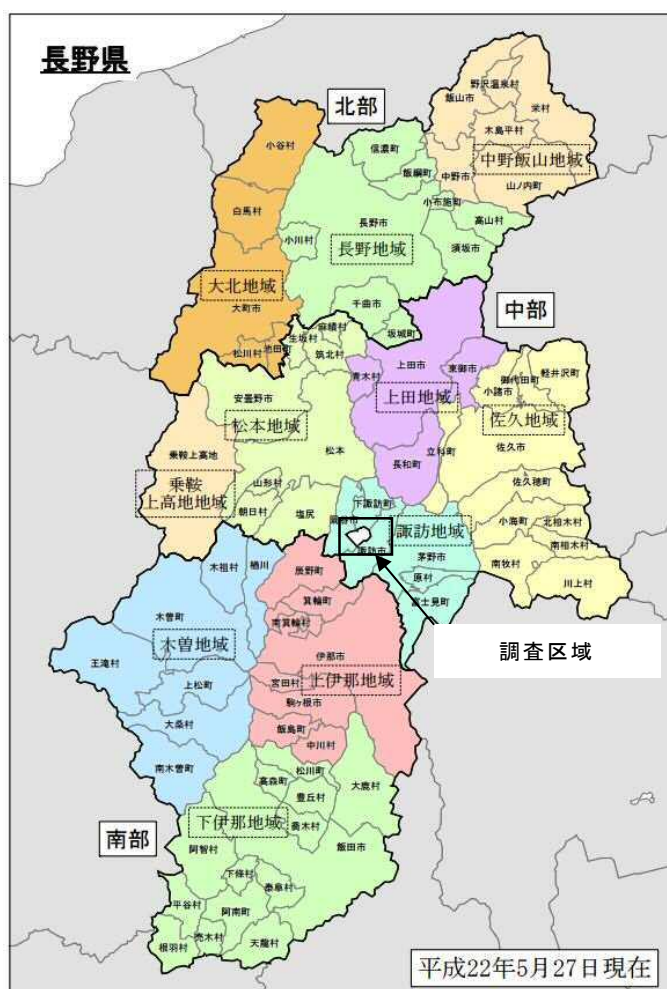 長野県
北部
野沢温泉村
飯山市
栄村
小谷村
木島平村
信濃町
中野飯山地域
飯綱町
中野市
山ノ内町
白馬村
小布施町
長野市
高山村
小川村
長野地域
須坂市
大北地域
千曲市
中部
大町市
坂城町
麻績村
生坂村
池田町
松川村
筑北村
上田市
東御市
軽井沢町
青木村
御代田町
小諸市
安曇野市
上田地域
佐久地域
松本地域
乗鞍上高地
松本
立科町
佐久市
長和町
乗鞍
上高地地域
山形村
佐久穂町
下諏訪町
朝日村
塩尻
小海町
北相木村
岡谷市
諏訪地域
南相木村
諏訪市
茅野市
木祖村
楢川
辰野町
原村
南牧村
川上村
富士見町
箕輪町
木曽町
南箕輪村
調査区域
木曽地域
伊那市
王滝村
上松町
宮田村
上伊那地域
駒ヶ根市
大桑村
飯島町
中川村
南木曽町
松川町
高森町
大鹿村
豊丘村
下伊那地域
喬木村
南部
阿智村
飯田市
下條村
泰阜村
平谷村
阿南町
売木村
根羽村
天龍村
平成22年5月27日現在